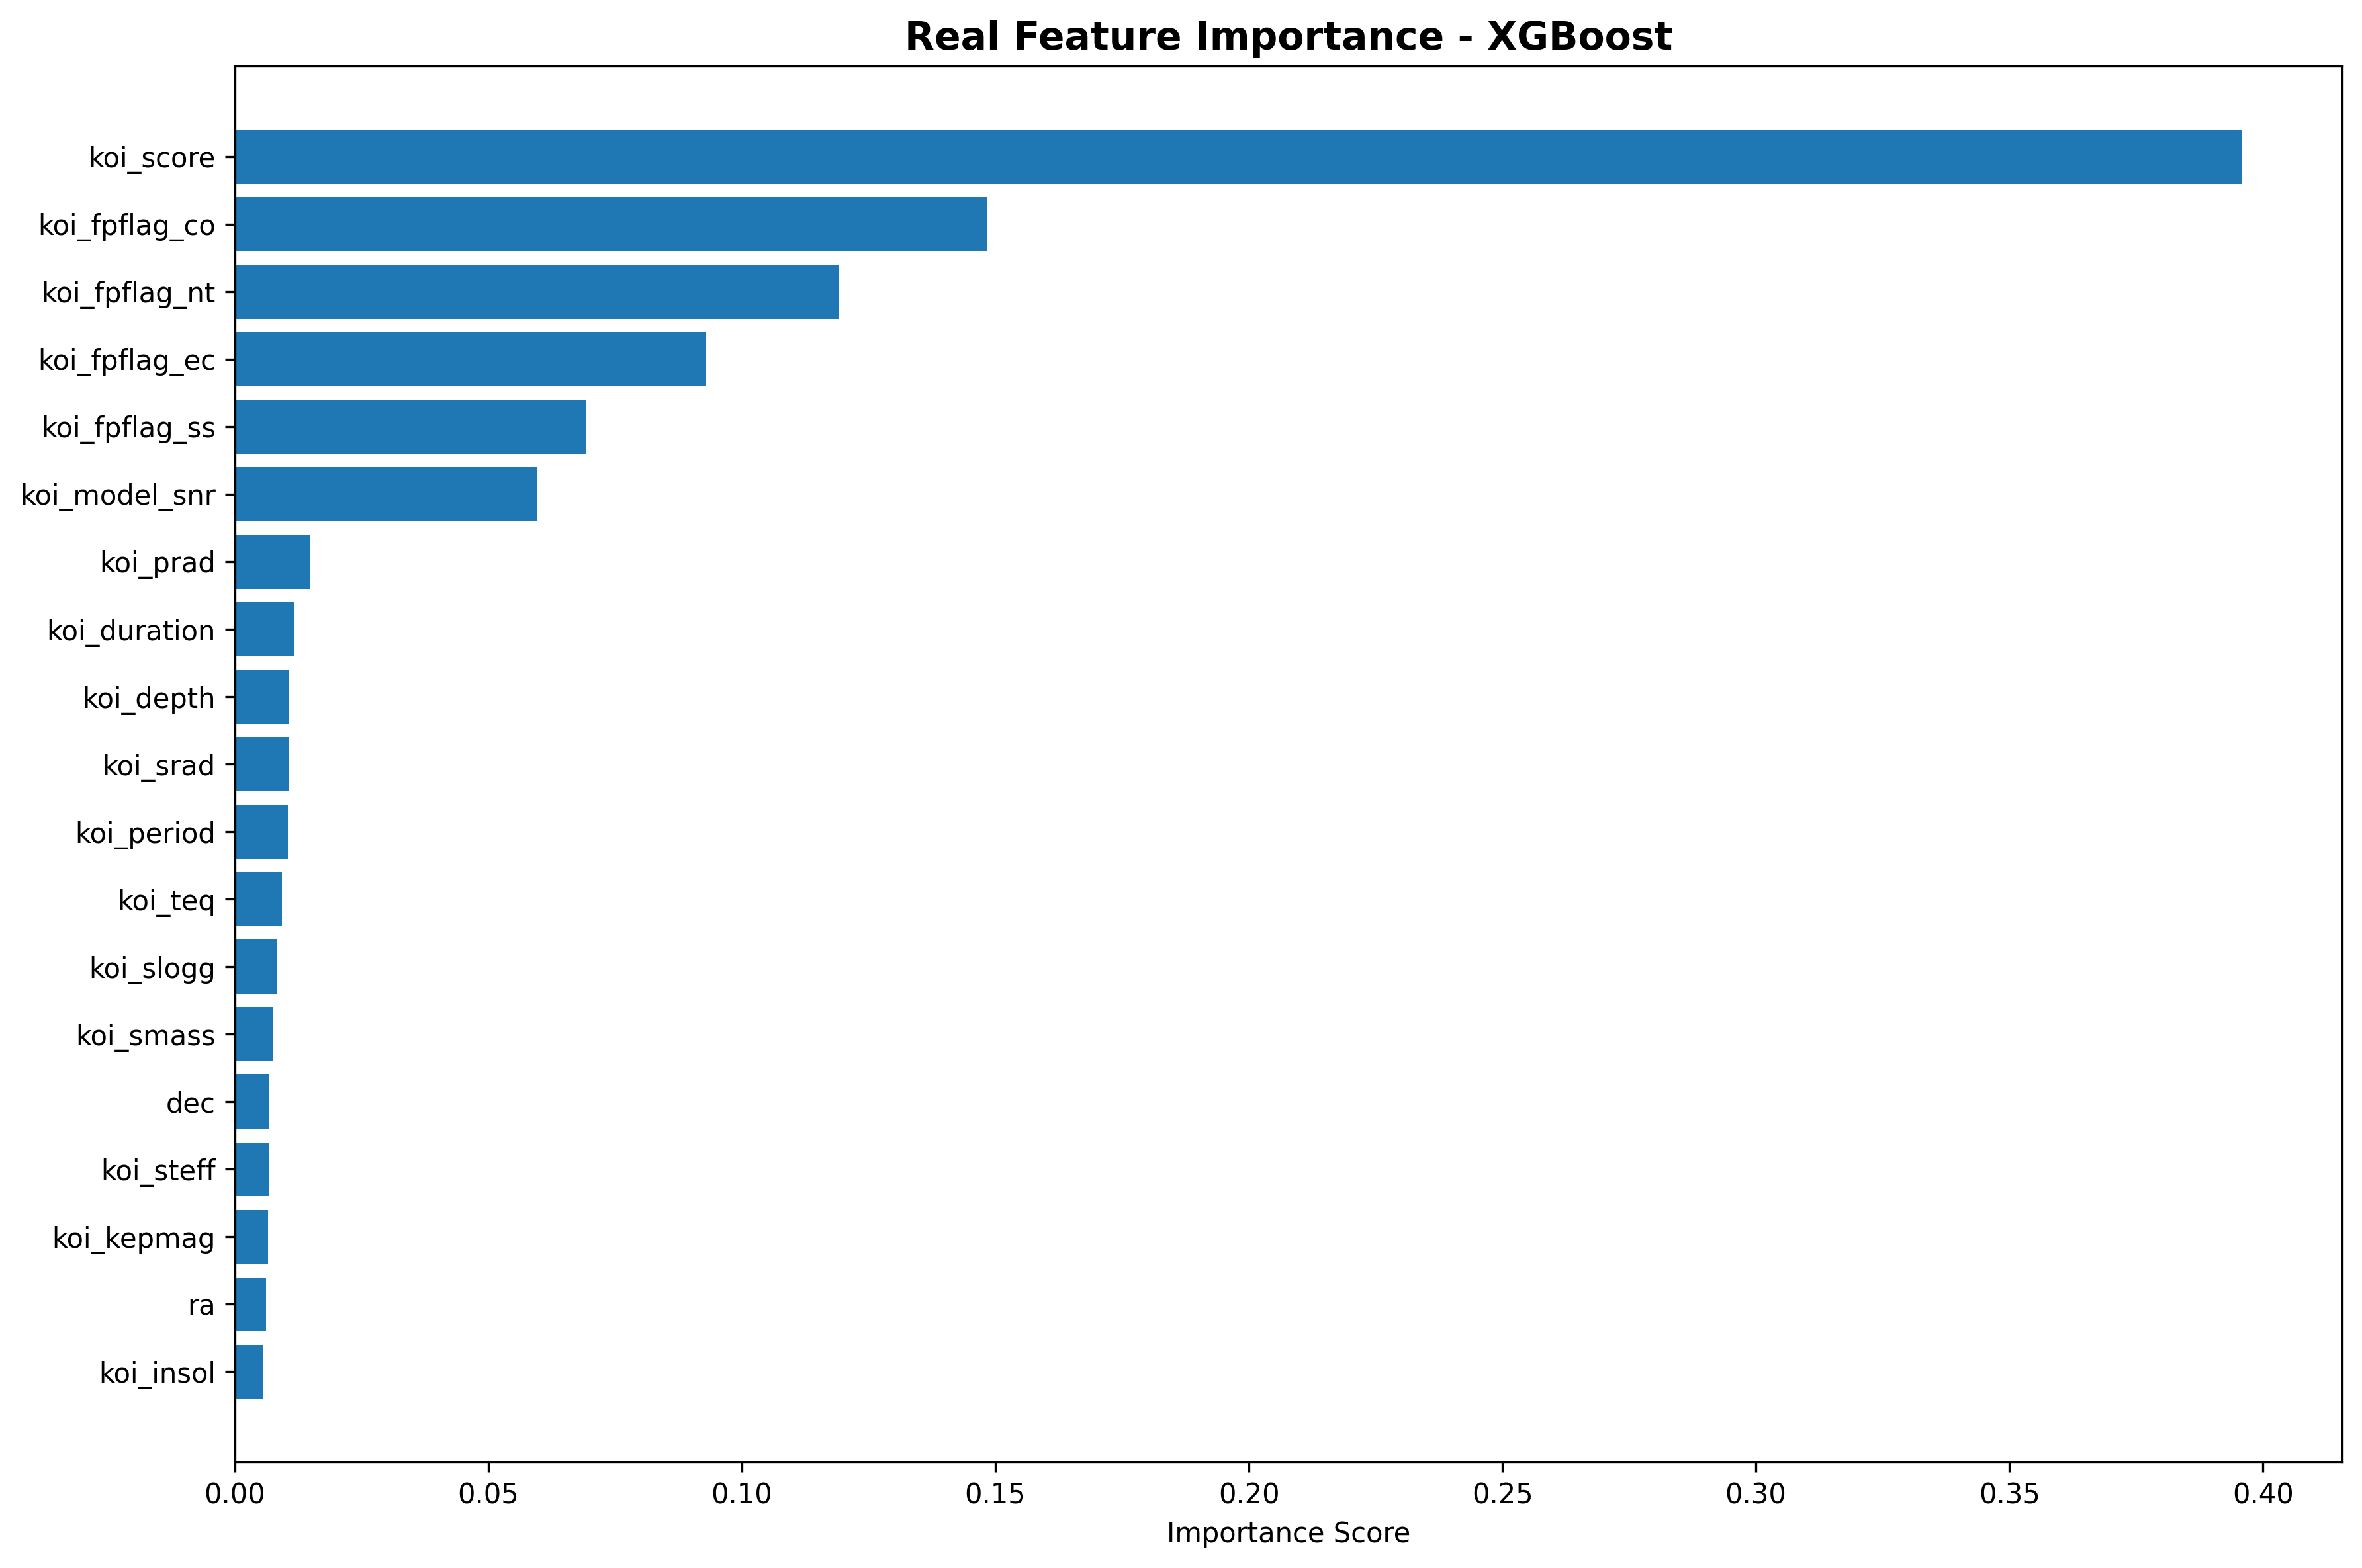 Real Feature Importance - XGBoost
koi_score
koi_fpflag_co
koi_fpflag_nt
koi_fpflag_ec
koi_fpflag_ss
koi_model_snr
koi_prad
koi_duration
koi_depth
koi_srad
koi_period
koi_teq
koi_slogg
koi_smass
dec
koi_steff
koi_kepmag
ra
koi_insol
0.00 0.05 0.10 0.15 0.20 0.25 0.30 0.35 0.40
Importance Score